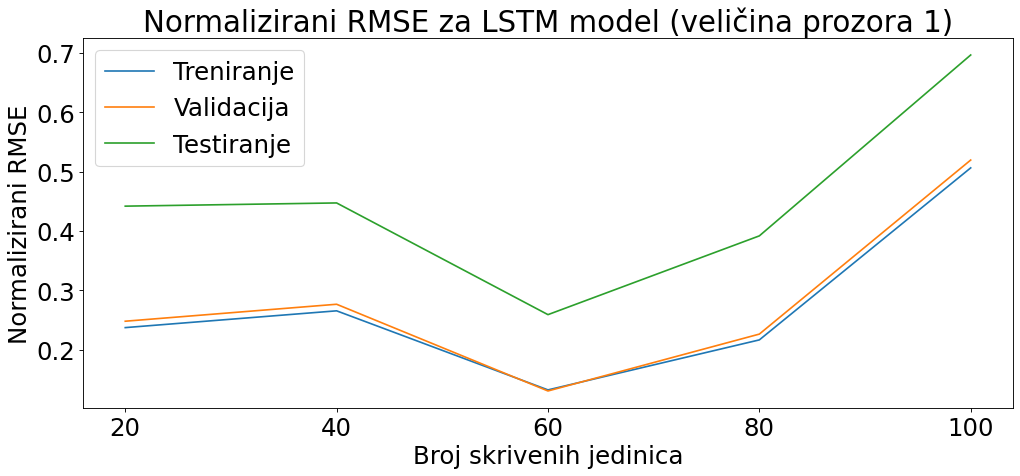 Normalizirani RMSE za LSTM model (veličina prozora 1)
Treniranje
Validacija
Testiranje
Normalizirani RMSE
0.7
0.6
0.5
0.4
0.3
0.2
20 40 60 80 100
Broj skrivenih jedinica